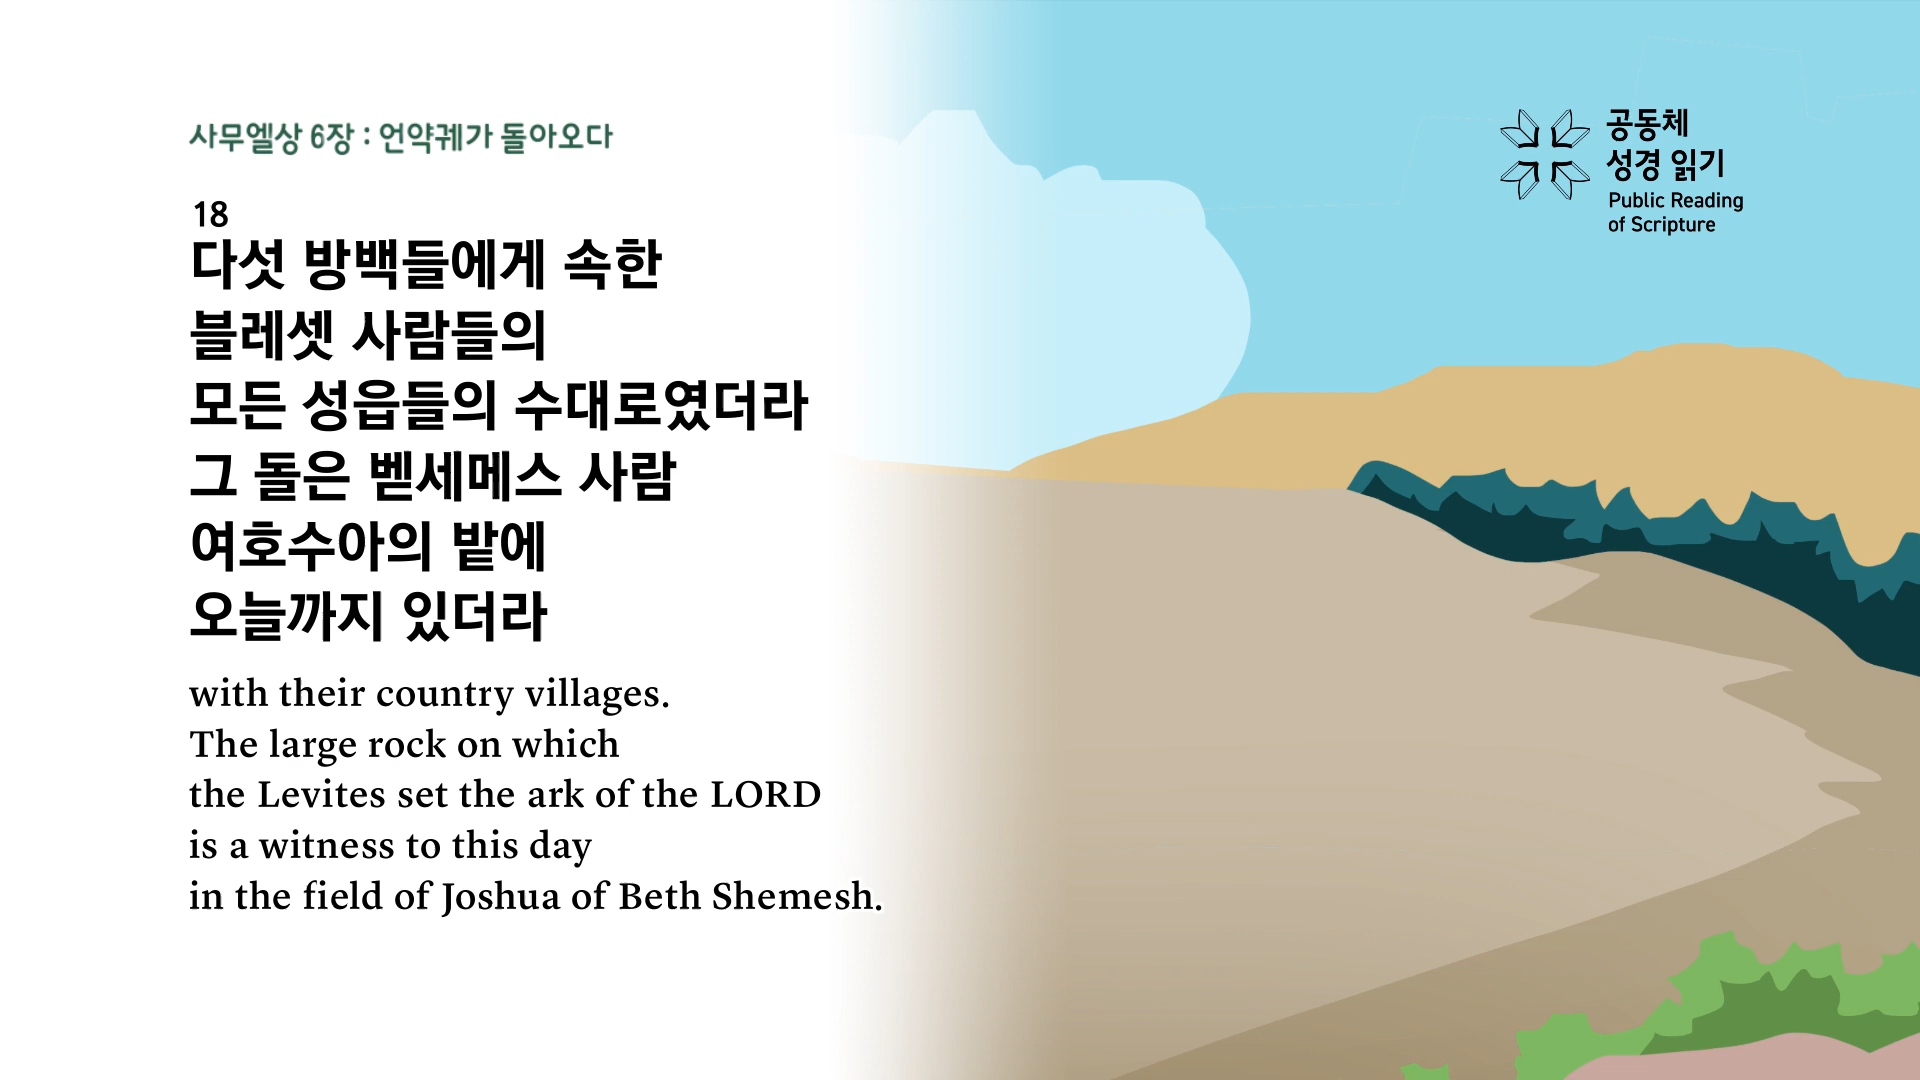 사무엘상 6장 : 언약궤가 돌아오다
18
다섯 방백들에게 속한
블레셋 사람들의
모든 성읍들의 수대로였더라
그 돌은 벧세메스 사람
여호수아의 밭에
오늘까지 있더라
with their country villages.
The large rock on which
the Levites set the ark of the LORD
is a witness to this day
in the field of Joshua of Beth Shemesh.
공동체
성경 읽기
Public Reading
of Scripture